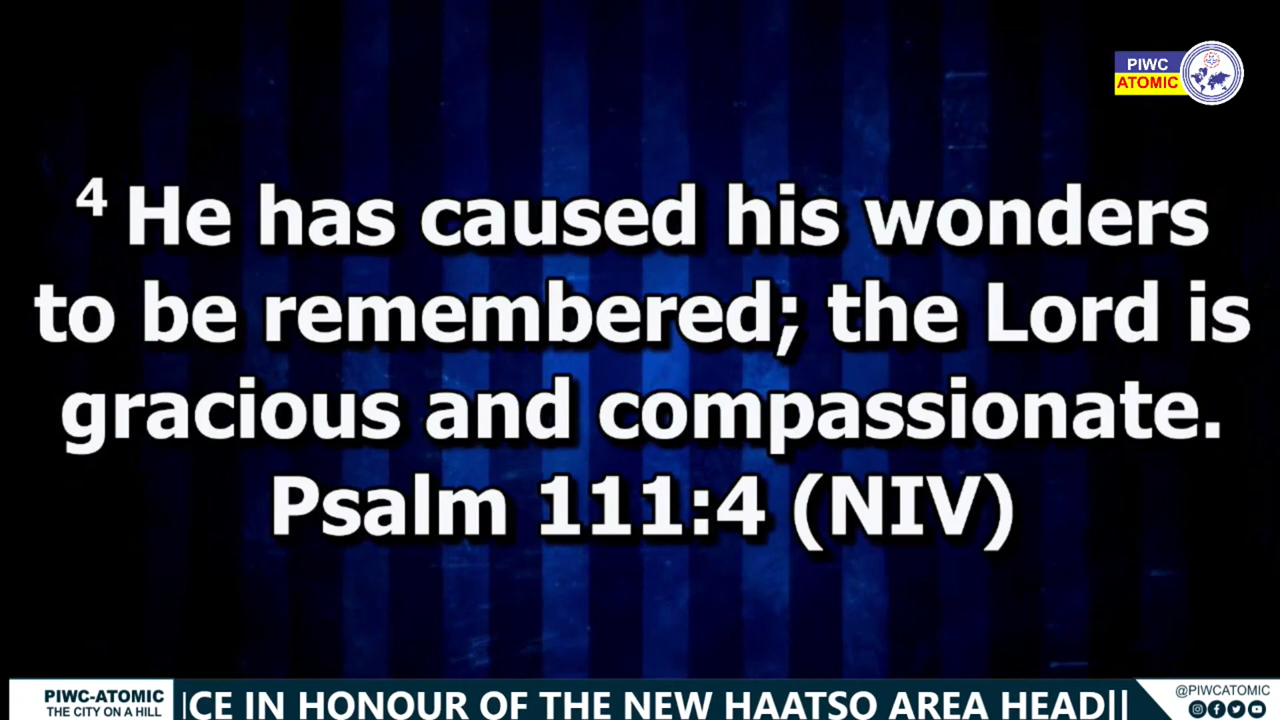 PIWC
ATOMIC
4 He has caused his wonders
to be remembered; the Lord is
gracious and compassionate.
Psalm 111:4 (NIV)
PIWC-ATOMIC
THE CITY ON A HILL
|CE IN HONOUR OF THE NEW HAATSO AREA HEAD||
@PIWCATOMIC